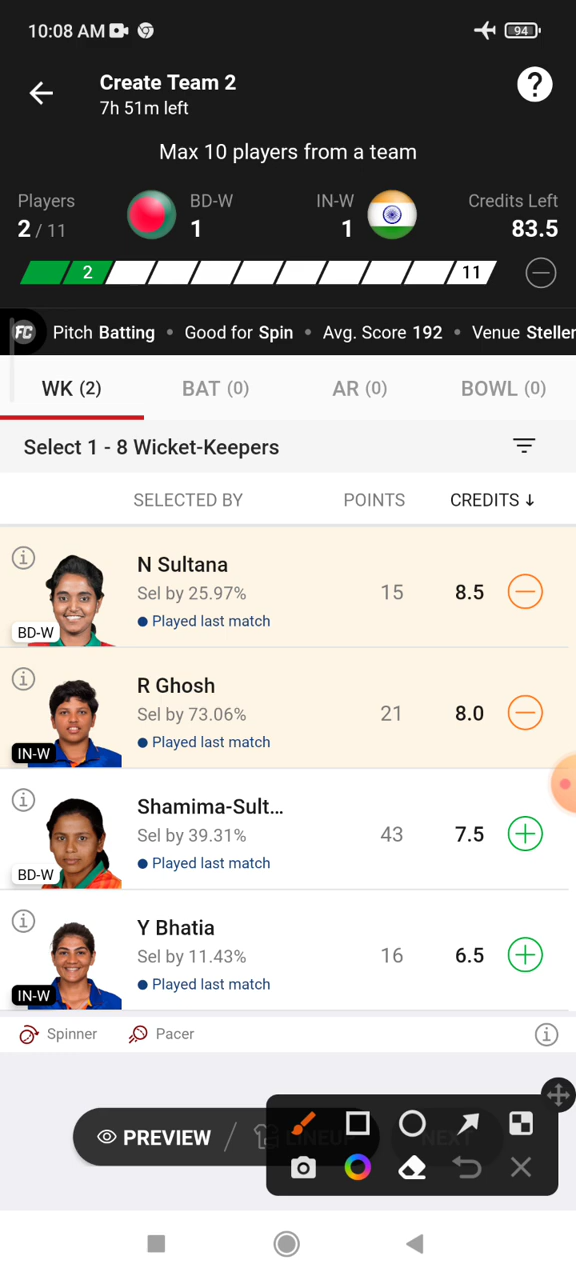 10:08 AM
94
Create Team 2
7h 51m left
?
Max 10 players from a team
Players BD-W IN-W Credits Left
2 / 11 1 1 83.5
2 11
FC Pitch Batting • Good for Spin • Avg. Score 192 • Venue Steller
WK (2) BAT (0) AR (0) BOWL (0)
Select 1 - 8 Wicket-Keepers
SELECTED BY POINTS CREDITS ↓
N Sultana
Sel by 25.97% 15 8.5
Played last match
BD-W
R Ghosh
Sel by 73.06% 21 8.0
Played last match
IN-W
Shamima-Sult...
Sel by 39.31% 43 7.5
Played last match
BD-W
Y Bhatia
Sel by 11.43% 16 6.5
Played last match
IN-W
Spinner Pacer
PREVIEW / LINEUP NEXT